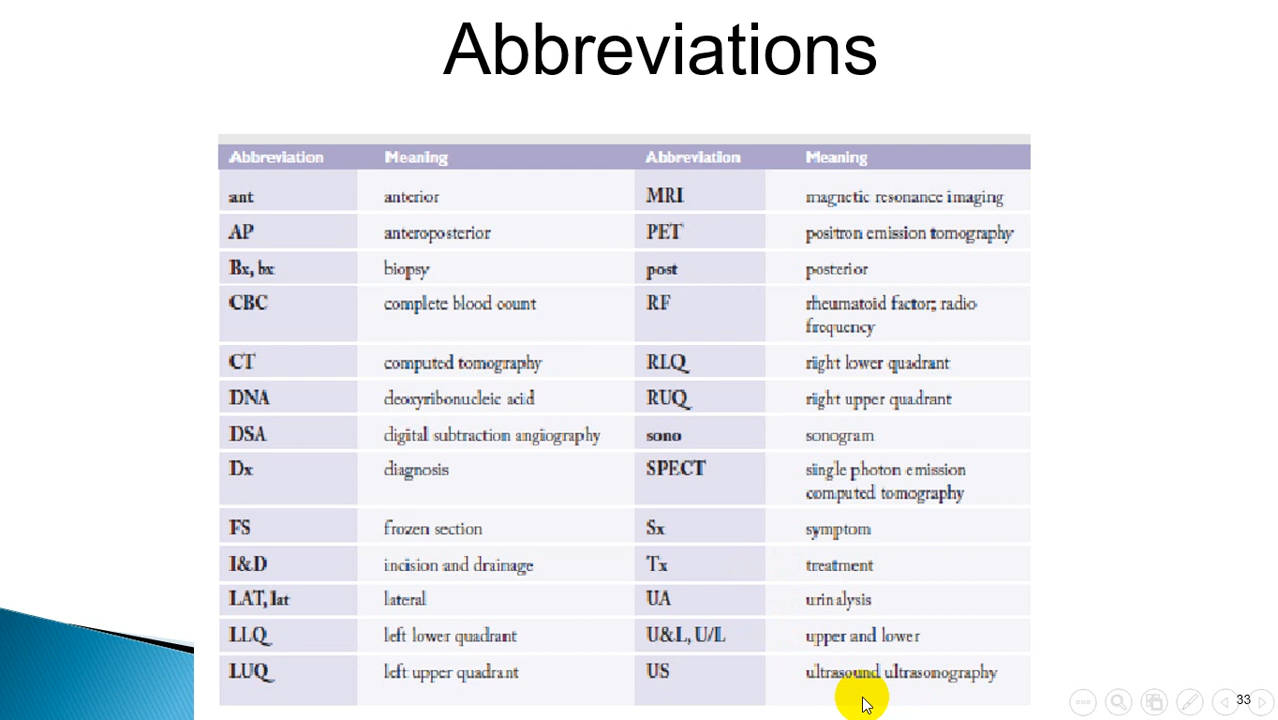 Abbreviations
Abbreviation Meaning Abbreviation Meaning
ant anterior MRI magnetic resonance imaging
AP anteroposterior PET positron emission tomography
Bx, bx biopsy post posterior
CBC complete blood count RF rheumatoid factor; radio
frequency
CT computed tomography RLQ right lower quadrant
DNA deoxyribonucleic acid RUQ right upper quadrant
DSA digital subtraction angiography sono sonogram
Dx diagnosis SPECT single photon emission
computed tomography
FS frozen section Sx symptom
I&D incision and drainage Tx treatment
LAT, lat lateral UA urinalysis
LLQ left lower quadrant U&L, U/L upper and lower
LUQ left upper quadrant US ultrasound ultrasonography
33